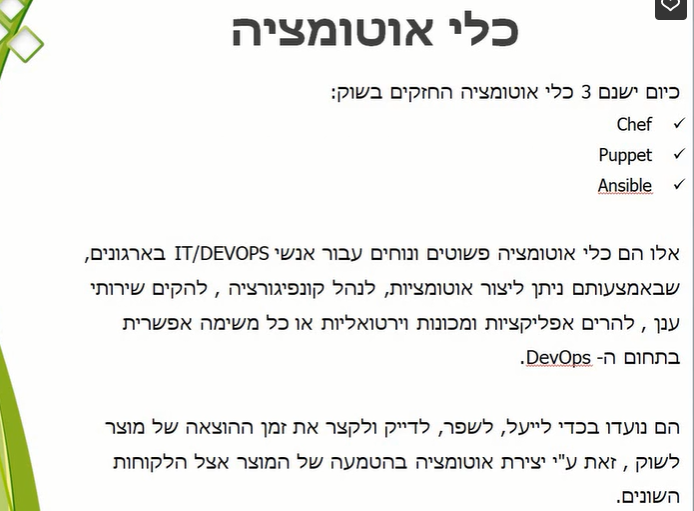 כלי אוטומציה
כיום ישנם 3 כלי אוטומציה החזקים בשוק:
✓ Chef
✓ Puppet
✓ Ansible
אלו הם כלי אוטומציה פשוטים ונוחים עבור אנשי IT/DEVOPS בארגונים,
שבאמצעותם ניתן ליצור אוטומציות, לנהל קונפיגורציה , להקים שירותי
ענן , להרים אפליקציות ומכונות וירטואליות או כל משימה אפשרית
בתחום ה- DevOps.
הם נועדו בכדי לייעל, לשפר, לדייק ולקצר את זמן ההוצאה של מוצר
לשוק , זאת ע"י יצירת אוטומציה בהטמעה של המוצר אצל הלקוחות
השונים.